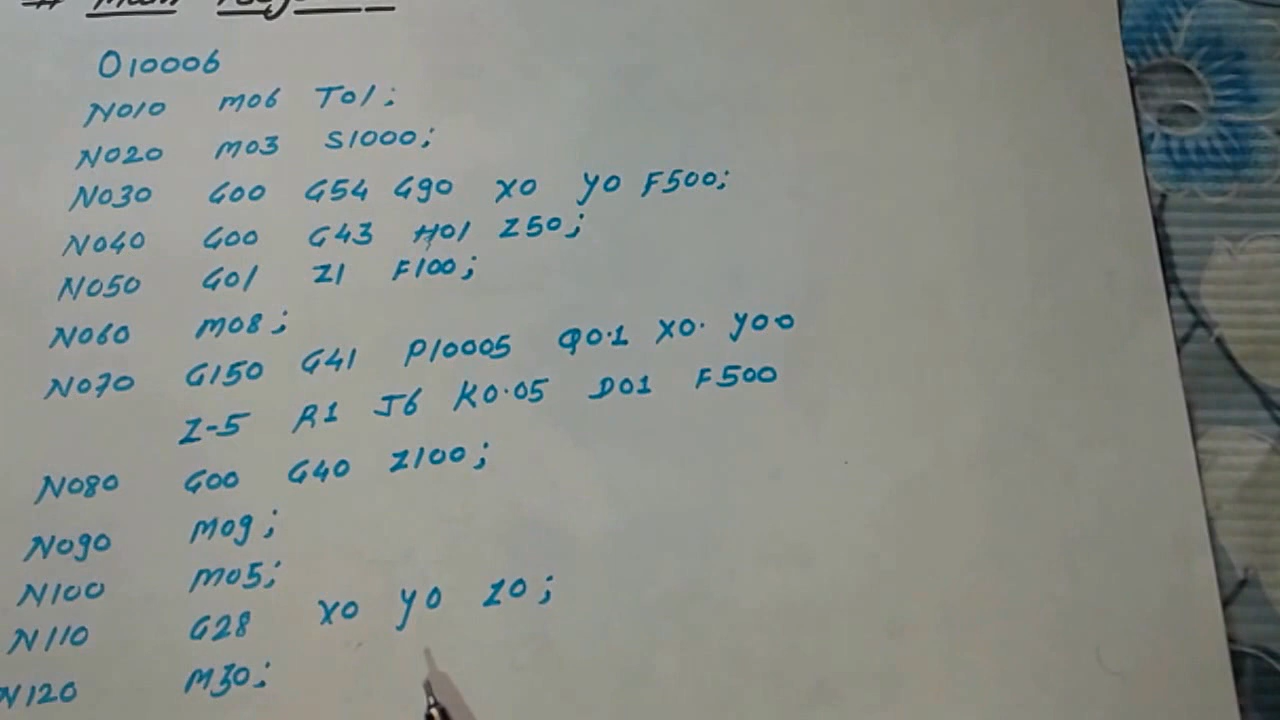 # Main
O10006
N010 M06 T01;
N020 M03 S1000;
N030 G00 G54 G90 X0 Y0 F500;
N040 G00 G43 H01 Z50;
N050 G01 Z1 F100;
N060 M08;
N070 G150 G41 P10005 Q0.1 X0. Y00
Z-5 R1 J6 K0.05 D01 F500
N080 G00 G40 Z100;
N090 M09;
N100 M05;
N110 G28 X0 Y0 Z0;
N120 M30;